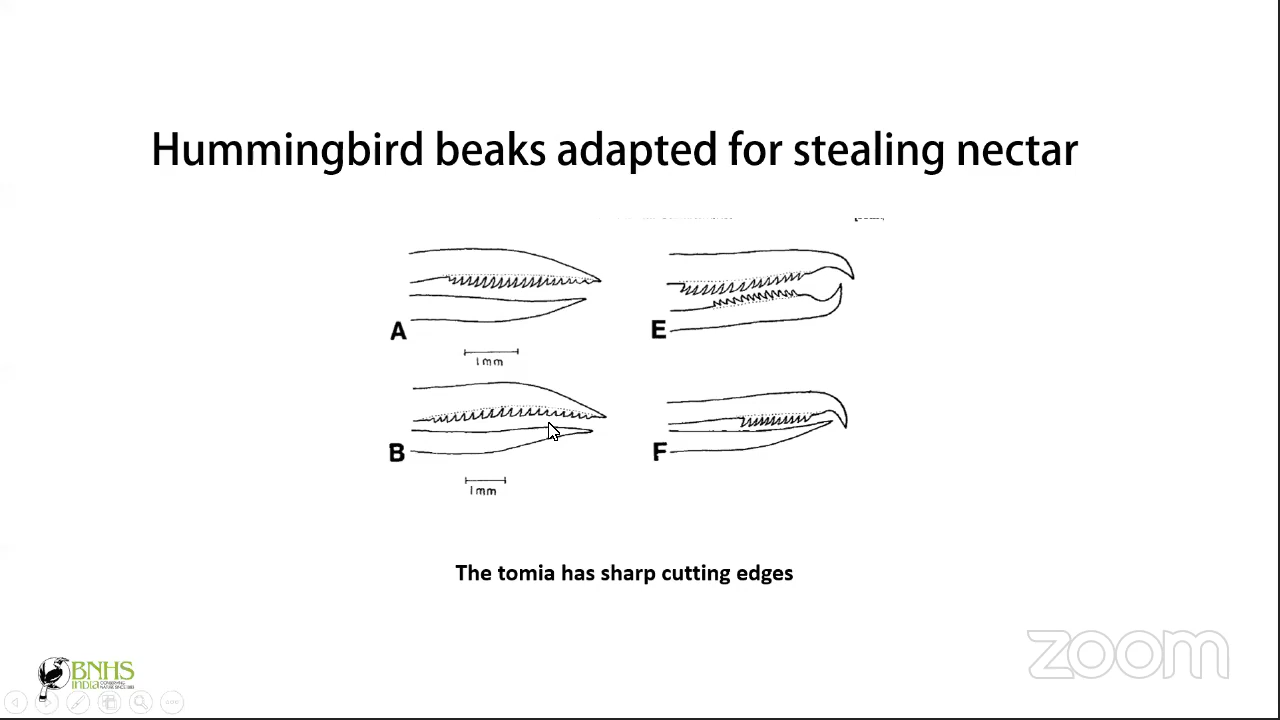 Hummingbird beaks adapted for stealing nectar
A
E
1mm
B
F
1mm
The tomia has sharp cutting edges
BNHS
INDIA
zoom